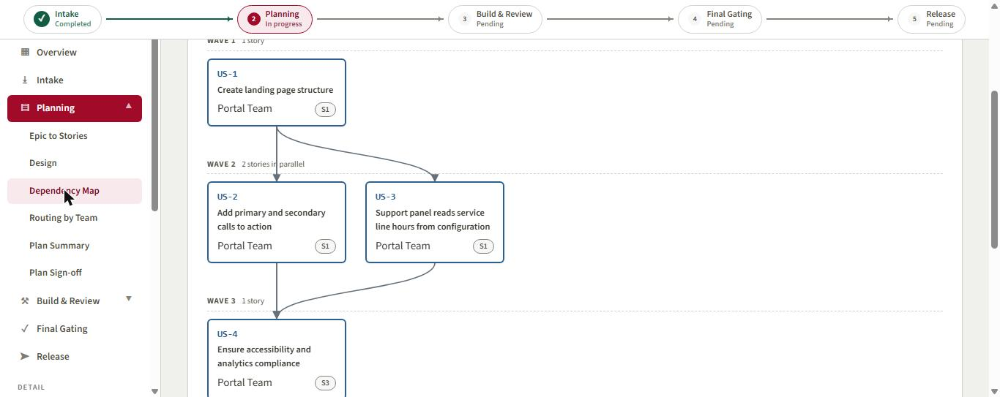 Intake
Completed
2
Planning
In progress
3
Build & Review
Pending
4
Final Gating
Pending
5
Release
Pending
Overview
Intake
Planning
Epic to Stories
Design
Dependency Map
Routing by Team
Plan Summary
Plan Sign-off
Build & Review
Final Gating
Release
DETAIL
WAVE 1 1 story
US-1
Create landing page structure
Portal Team S1
WAVE 2 2 stories in parallel
US-2
Add primary and secondary
calls to action
Portal Team S1
US-3
Support panel reads service
line hours from configuration
Portal Team S1
WAVE 3 1 story
US-4
Ensure accessibility and
analytics compliance
Portal Team S3